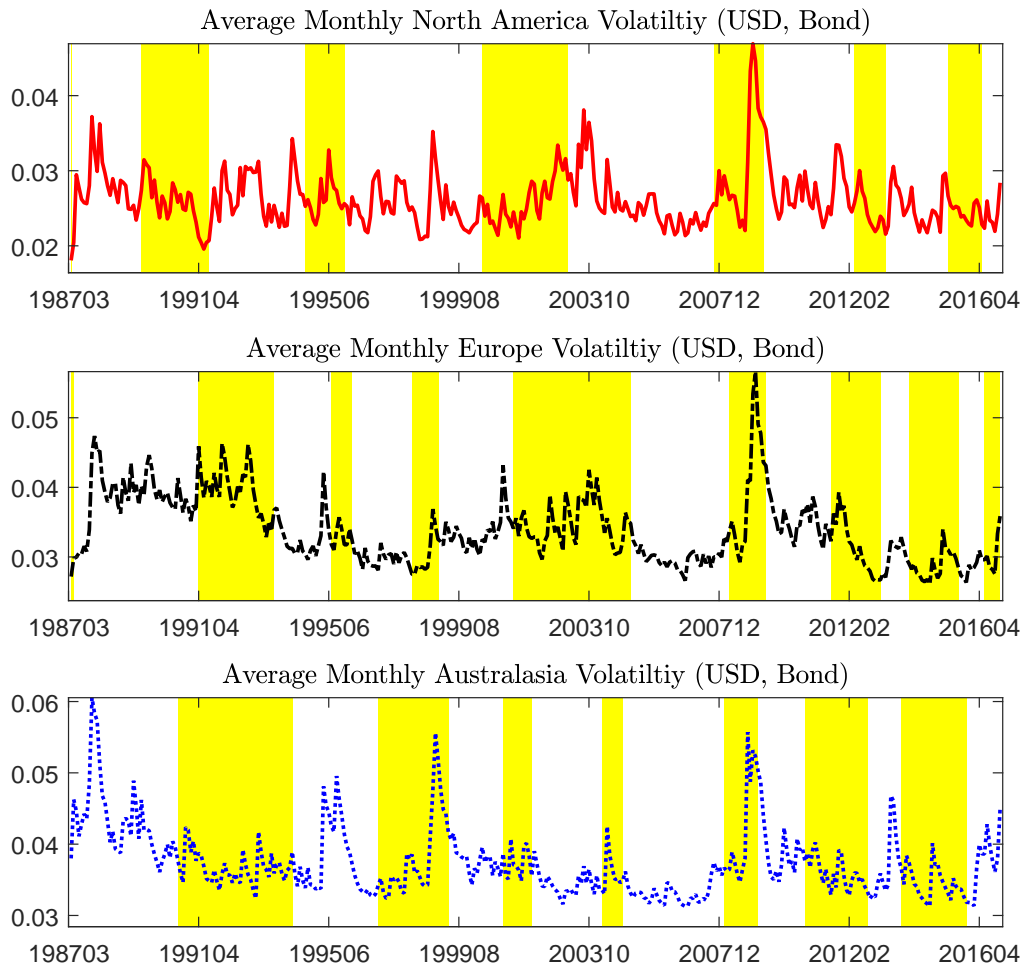 Average Monthly North America Volatiltiy (USD, Bond)
0.04
0.03
0.02
198703 199104 199506 199908 200310 200712 201202 201604
Average Monthly Europe Volatiltiy (USD, Bond)
0.05
0.04
0.03
198703 199104 199506 199908 200310 200712 201202 201604
Average Monthly Australasia Volatiltiy (USD, Bond)
0.06
0.05
0.04
0.03
198703 199104 199506 199908 200310 200712 201202 201604